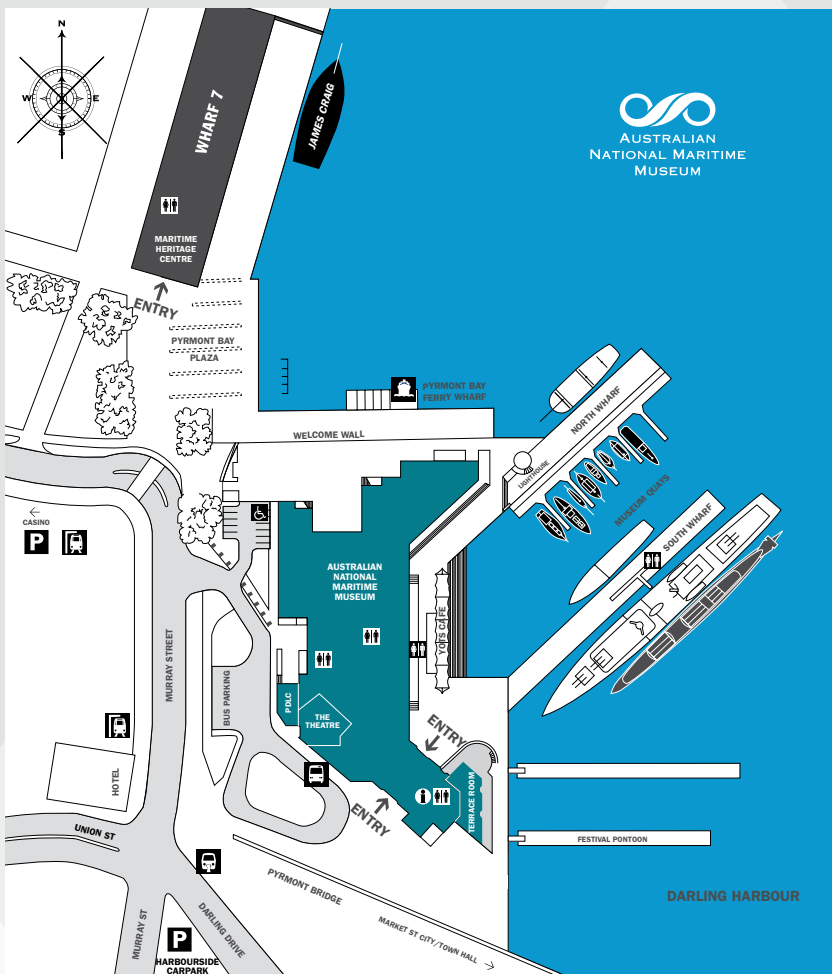 N
W
E
S
WHARF 7
JAMES CRAIG
AUSTRALIAN
NATIONAL MARITIME
MUSEUM
MARITIME
HERITAGE
CENTRE
ENTRY
PYRMONT BAY
PLAZA
PYRMONT BAY
FERRY WHARF
WELCOME WALL
NORTH WHARF
LIGHTHOUSE
MUSEUM QUAYS
SOUTH WHARF
CASINO
P
AUSTRALIAN
NATIONAL
MARITIME
MUSEUM
YOTS CAFE
MURRAY STREET
BUS PARKING
PDLC
THE
THEATRE
ENTRY
HOTEL
i
TERRACE ROOM
ENTRY
UNION ST
FESTIVAL PONTOON
PYRMONT BRIDGE
DARLING HARBOUR
MURRAY ST
DARLING DRIVE
MARKET ST CITY/TOWN HALL
P
HARBOURSIDE
CARPARK